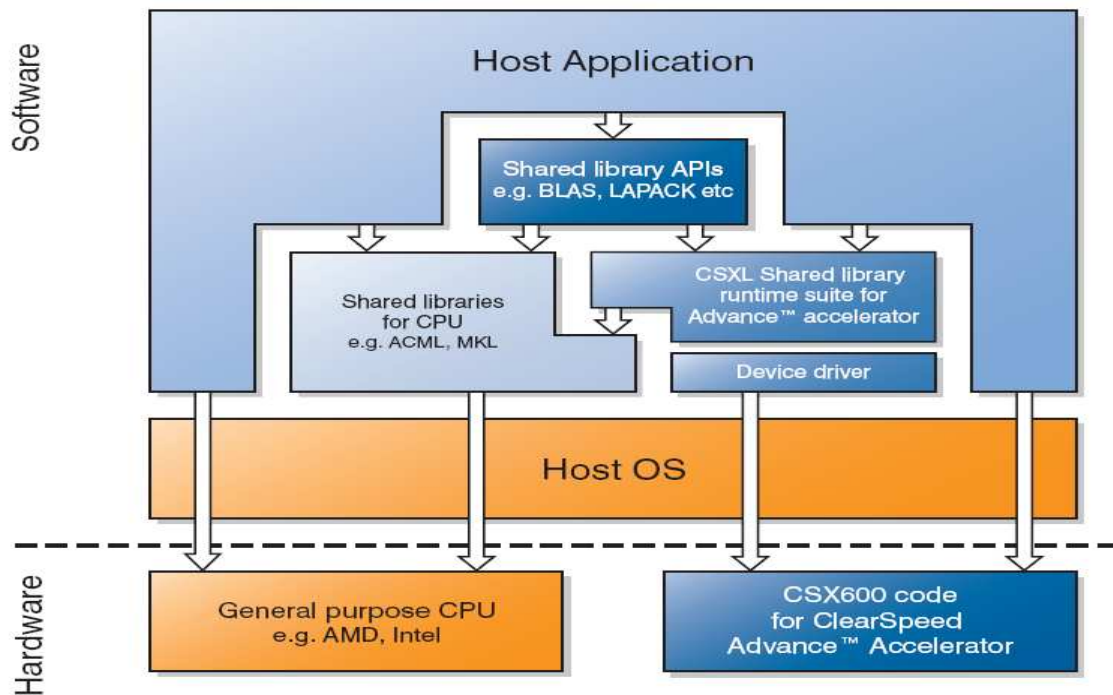 Software
Host Application
Shared library APIs
e.g. BLAS, LAPACK etc
Shared libraries
for CPU
e.g. ACML, MKL
CSXL Shared library
runtime suite for
Advance™ accelerator
Device driver
Host OS
Hardware
General purpose CPU
e.g. AMD, Intel
CSX600 code
for ClearSpeed
Advance™ Accelerator